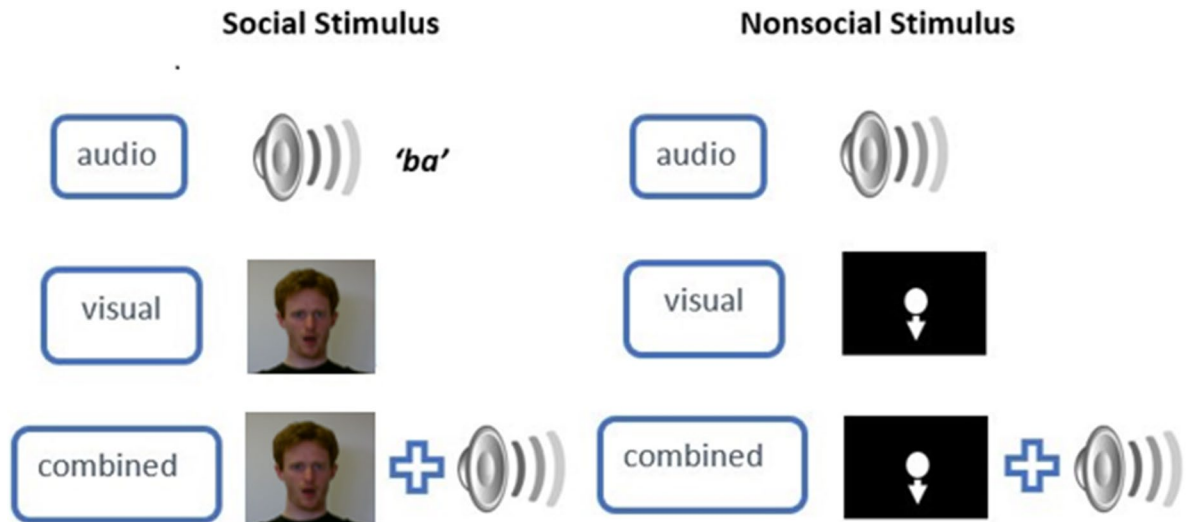 Social Stimulus
Nonsocial Stimulus
audio
‘ba’
audio
visual
visual
combined
combined